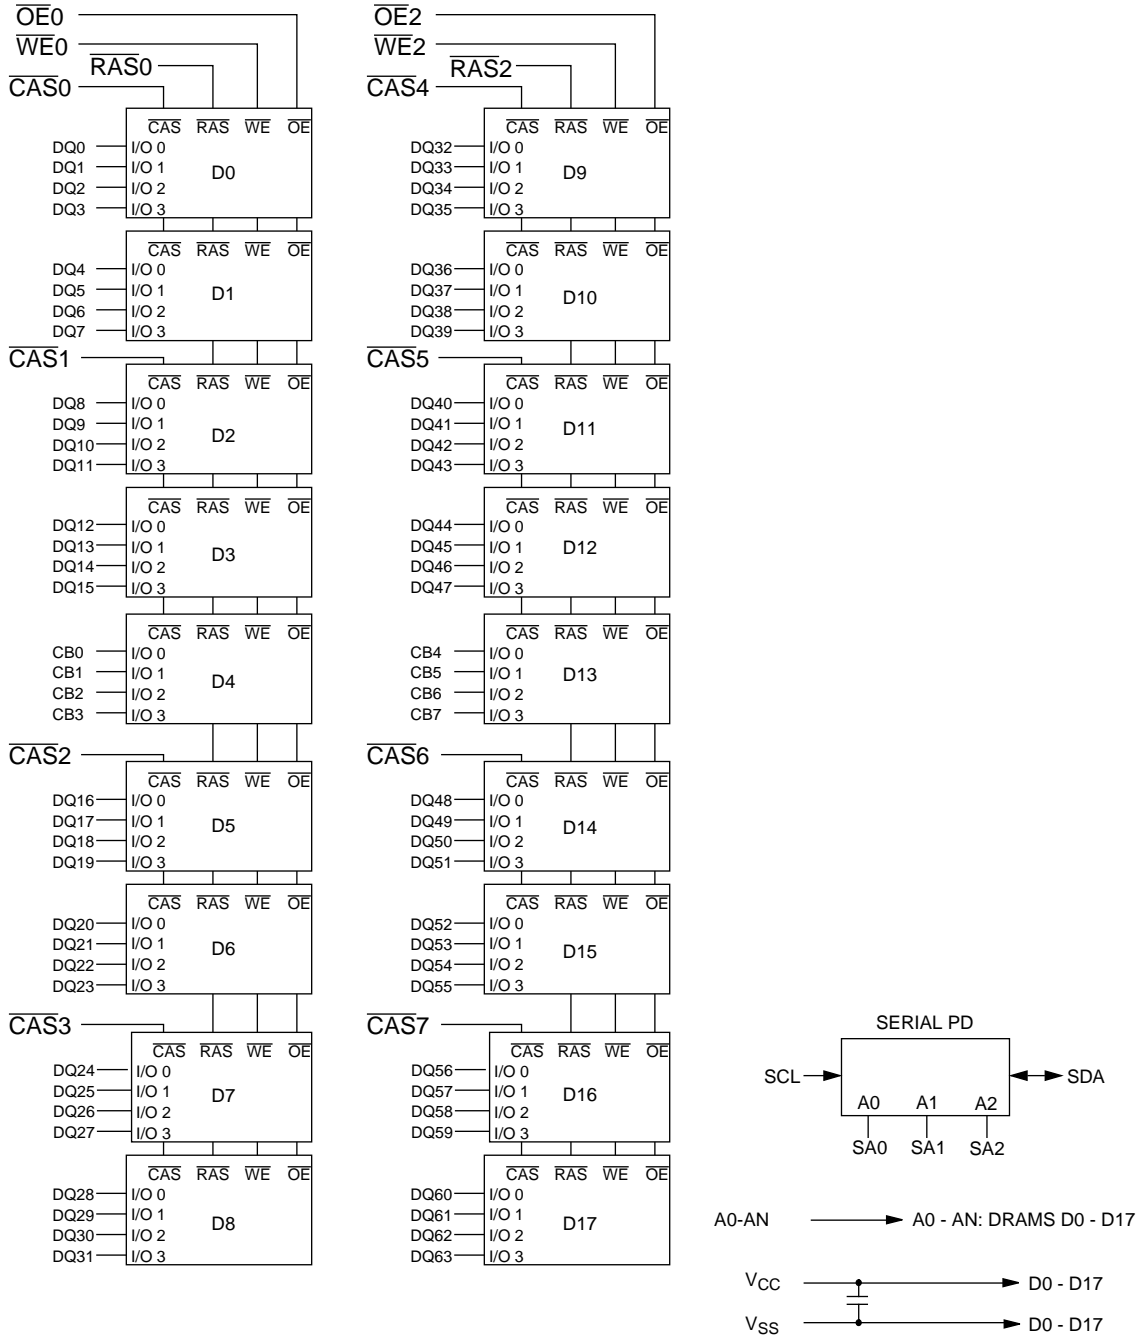 OE0
WE0
RAS0
CAS0
CAS RAS WE OE
DQ0 I/O 0
DQ1 I/O 1
D0
DQ2 I/O 2
DQ3 I/O 3
CAS RAS WE OE
DQ4 I/O 0
DQ5 I/O 1
D1
DQ6 I/O 2
DQ7 I/O 3
CAS1
CAS RAS WE OE
DQ8 I/O 0
DQ9 I/O 1
D2
DQ10 I/O 2
DQ11 I/O 3
CAS RAS WE OE
DQ12 I/O 0
DQ13 I/O 1
D3
DQ14 I/O 2
DQ15 I/O 3
CAS RAS WE OE
CB0 I/O 0
CB1 I/O 1
D4
CB2 I/O 2
CB3 I/O 3
CAS2
CAS RAS WE OE
DQ16 I/O 0
DQ17 I/O 1
D5
DQ18 I/O 2
DQ19 I/O 3
CAS RAS WE OE
DQ20 I/O 0
DQ21 I/O 1
D6
DQ22 I/O 2
DQ23 I/O 3
CAS3
CAS RAS WE OE
DQ24 I/O 0
DQ25 I/O 1
D7
DQ26 I/O 2
DQ27 I/O 3
CAS RAS WE OE
DQ28 I/O 0
DQ29 I/O 1
D8
DQ30 I/O 2
DQ31 I/O 3
OE2
WE2
RAS2
CAS4
CAS RAS WE OE
DQ32 I/O 0
DQ33 I/O 1
D9
DQ34 I/O 2
DQ35 I/O 3
CAS RAS WE OE
DQ36 I/O 0
DQ37 I/O 1
D10
DQ38 I/O 2
DQ39 I/O 3
CAS5
CAS RAS WE OE
DQ40 I/O 0
DQ41 I/O 1
D11
DQ42 I/O 2
DQ43 I/O 3
CAS RAS WE OE
DQ44 I/O 0
DQ45 I/O 1
D12
DQ46 I/O 2
DQ47 I/O 3
CAS RAS WE OE
CB4 I/O 0
CB5 I/O 1
D13
CB6 I/O 2
CB7 I/O 3
CAS6
CAS RAS WE OE
DQ48 I/O 0
DQ49 I/O 1
D14
DQ50 I/O 2
DQ51 I/O 3
CAS RAS WE OE
DQ52 I/O 0
DQ53 I/O 1
D15
DQ54 I/O 2
DQ55 I/O 3
CAS7
CAS RAS WE OE
DQ56 I/O 0
DQ57 I/O 1
D16
DQ58 I/O 2
DQ59 I/O 3
CAS RAS WE OE
DQ60 I/O 0
DQ61 I/O 1
D17
DQ62 I/O 2
DQ63 I/O 3
SERIAL PD
SCL SDA
A0 A1 A2
SA0 SA1 SA2
A0-AN A0 - AN: DRAMS D0 - D17
VCC D0 - D17
VSS D0 - D17